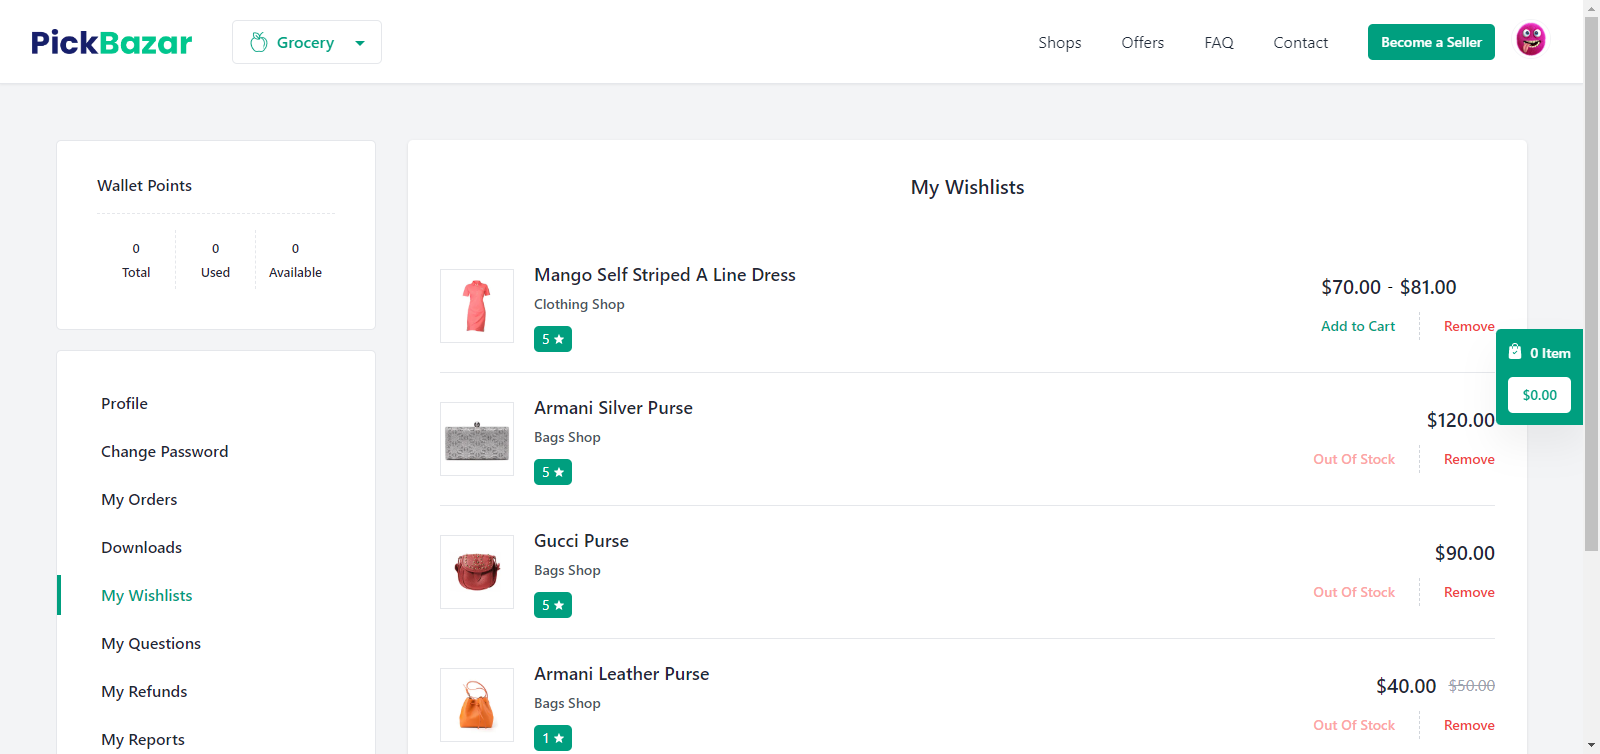 PickBazar
Grocery
Shops
Offers
FAQ
Contact
Become a Seller
Wallet Points
0
Total
0
Used
0
Available
Profile
Change Password
My Orders
Downloads
My Wishlists
My Questions
My Refunds
My Reports
My Wishlists
Mango Self Striped A Line Dress
Clothing Shop
5
$70.00 - $81.00
Add to Cart
Remove
Armani Silver Purse
Bags Shop
5
$120.00
Out Of Stock
Remove
Gucci Purse
Bags Shop
5
$90.00
Out Of Stock
Remove
Armani Leather Purse
Bags Shop
1
$40.00 $50.00
Out Of Stock
Remove
0 Item
$0.00